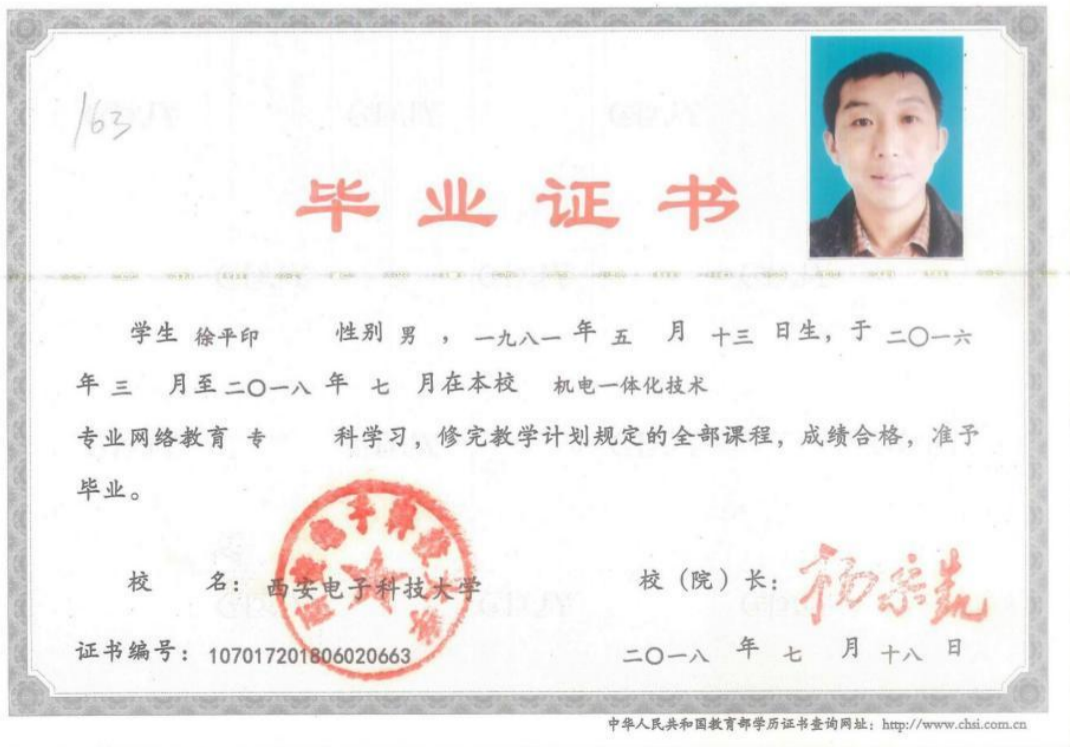 163
毕业证书
学生 徐平印 性别 男 ，一九八一 年 五 月 十三 日生，于 二〇一六
年 三 月至 二〇一八 年 七 月在本校 机电一体化技术
专业网络教育 专 科学习，修完教学计划规定的全部课程，成绩合格，准予
毕业。
校 名：西安电子科技大学
校（院）长：杨宗凯
证书编号：107017201806020663
二〇一八 年 七 月 十八 日
中华人民共和国教育部学历证书查询网址：http://www.chsi.com.cn